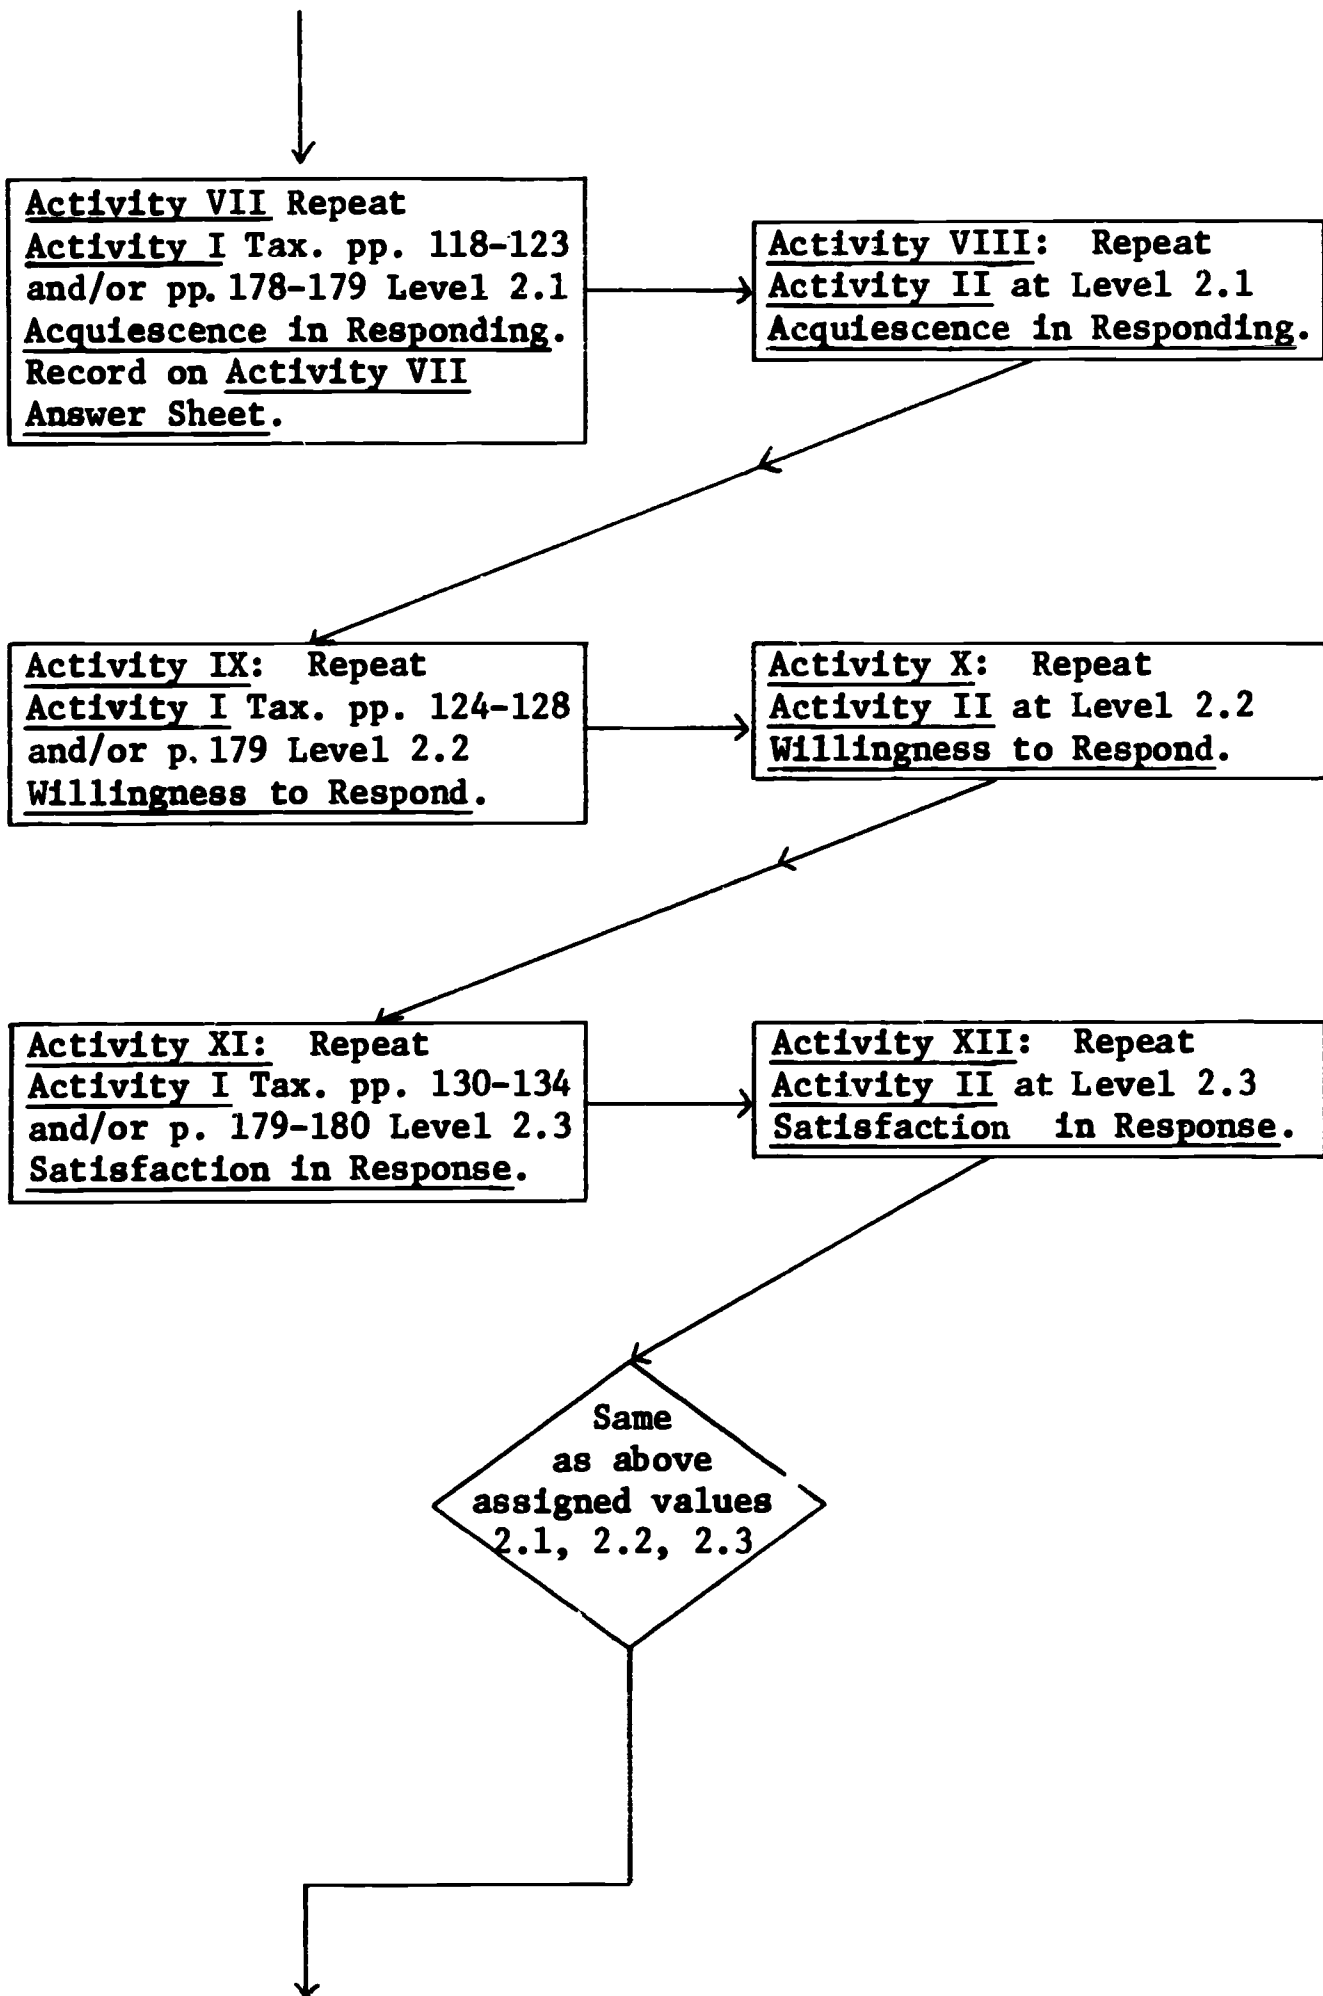 Activity VII Repeat
Activity I Tax. pp. 118-123
and/or pp. 178-179 Level 2.1
Acquiescence in Responding.
Record on Activity VII
Answer Sheet.
Activity VIII: Repeat
Activity II at Level 2.1
Acquiescence in Responding.
Activity IX: Repeat
Activity I Tax. pp. 124-128
and/or p. 179 Level 2.2
Willingness to Respond.
Activity X: Repeat
Activity II at Level 2.2
Willingness to Respond.
Activity XI: Repeat
Activity I Tax. pp. 130-134
and/or p. 179-180 Level 2.3
Satisfaction in Response.
Activity XII: Repeat
Activity II at Level 2.3
Satisfaction in Response.
Same
as above
assigned values
2.1, 2.2, 2.3